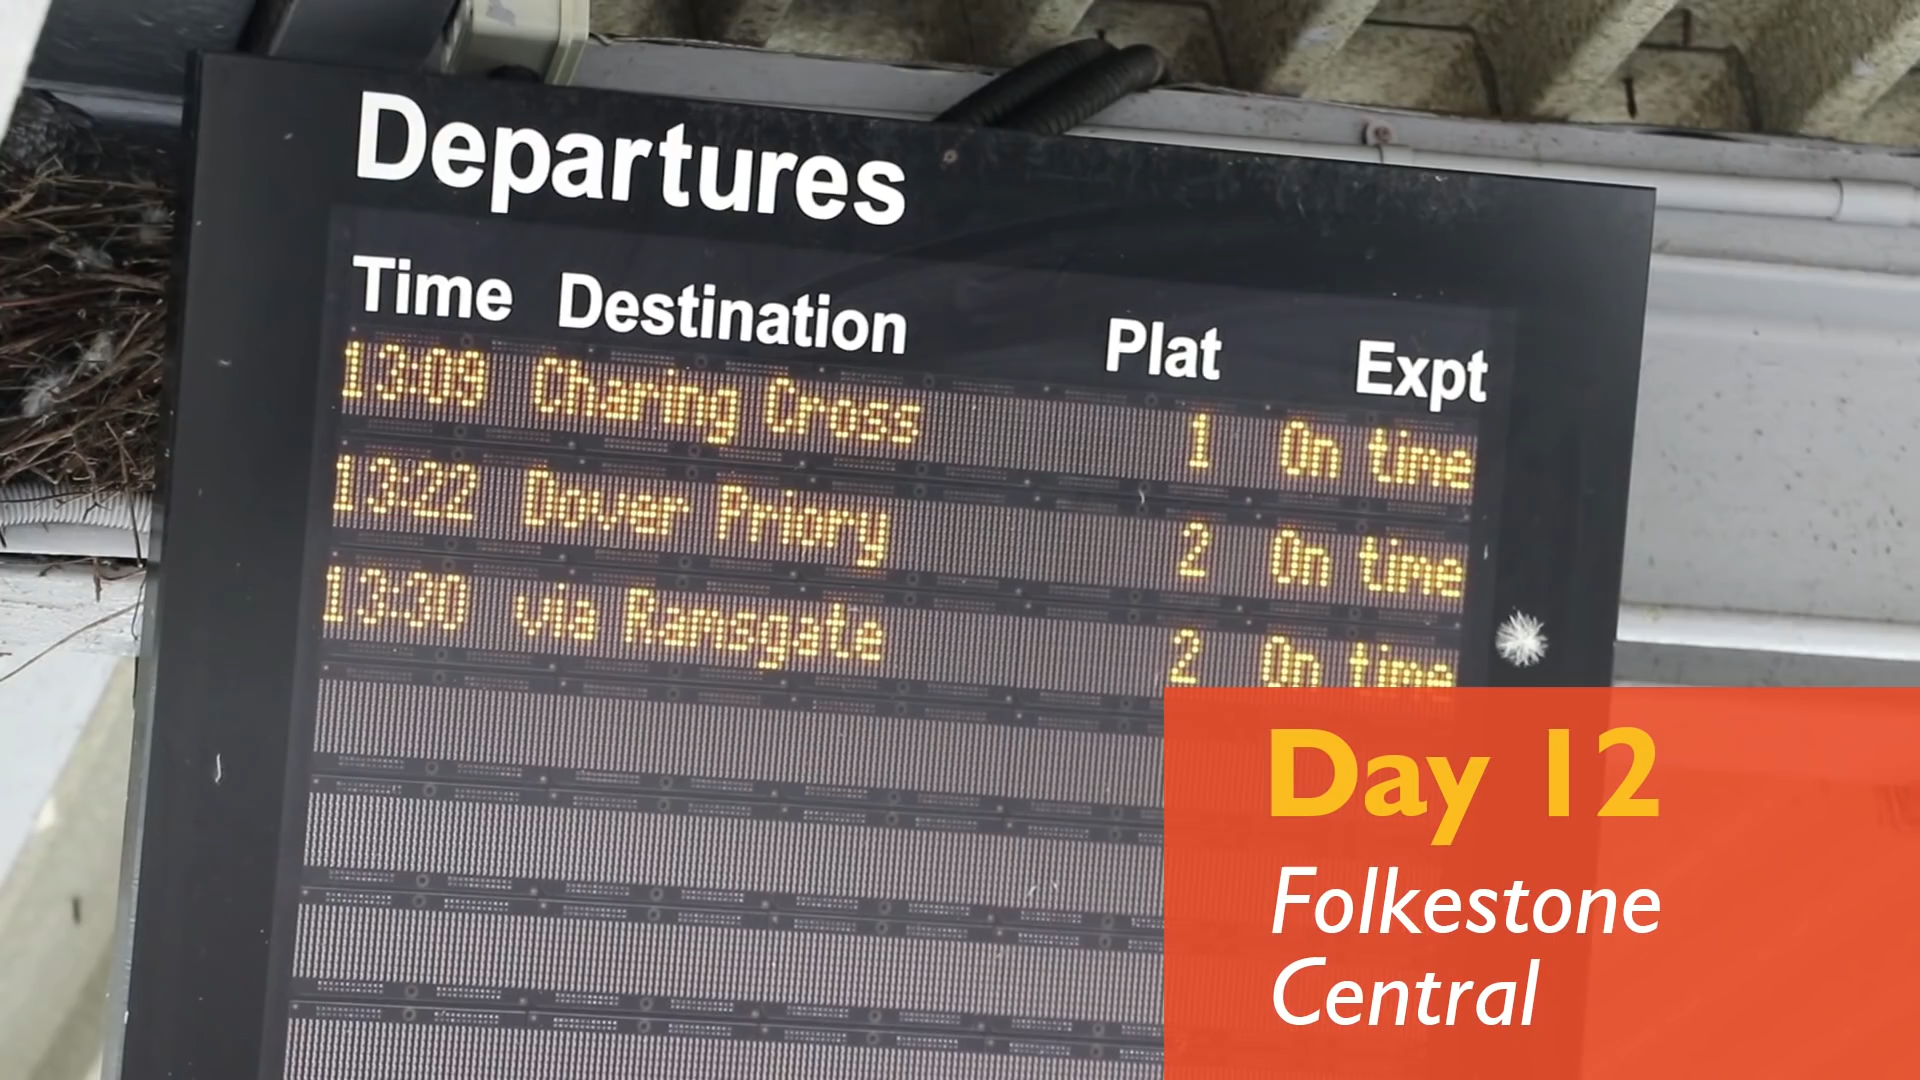 Departures
Time Destination Plat Expt
13:09 Charing Cross 1 On time
13:22 Dover Priory 2 On time
13:30 via Ramsgate 2 On time
Day 12
Folkestone
Central